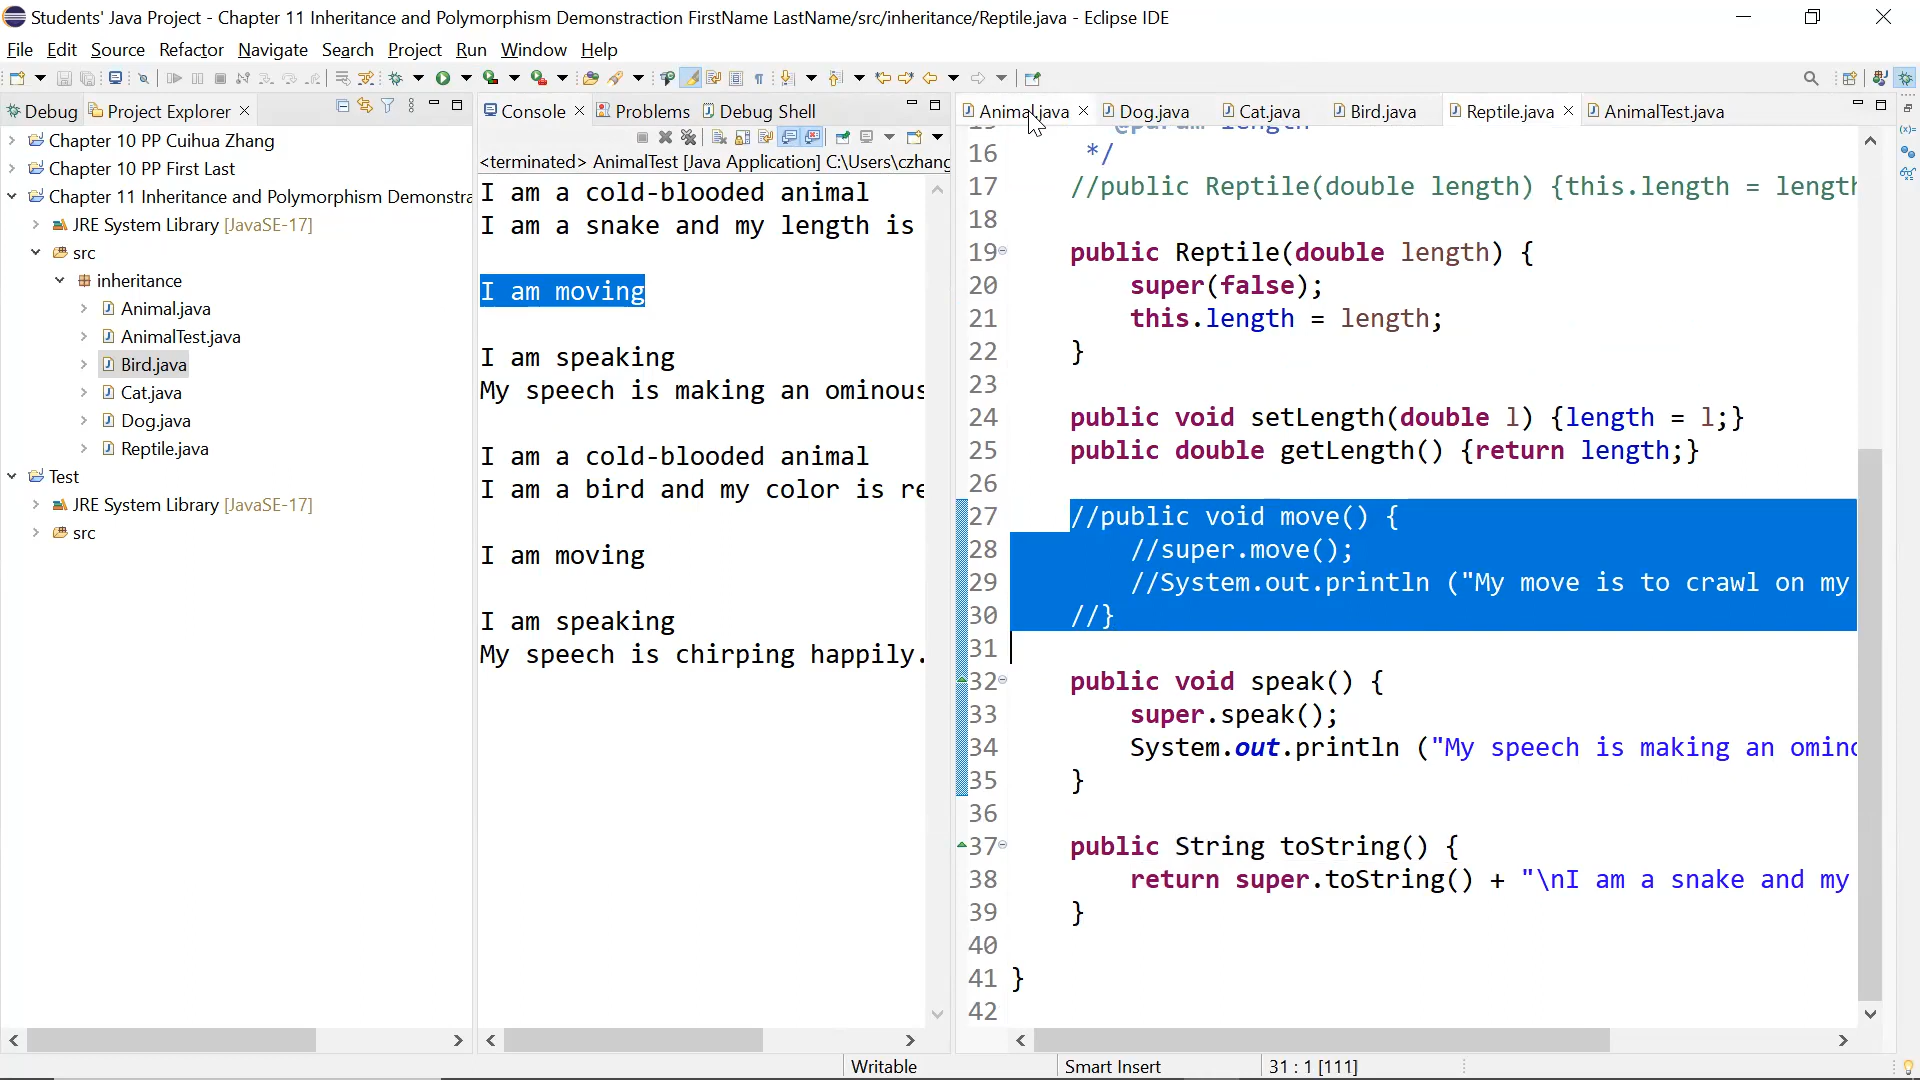 Students' Java Project - Chapter 11 Inheritance and Polymorphism Demonstraction FirstName LastName/src/inheritance/Reptile.java - Eclipse IDE
File Edit Source Refactor Navigate Search Project Run Window Help
Debug Project Explorer
Chapter 10 PP Cuihua Zhang
Chapter 10 PP First Last
Chapter 11 Inheritance and Polymorphism Demonstra
JRE System Library [JavaSE-17]
src
inheritance
Animal.java
AnimalTest.java
Bird.java
Cat.java
Dog.java
Reptile.java
Test
JRE System Library [JavaSE-17]
src
Console Problems Debug Shell
<terminated> AnimalTest [Java Application] C:\Users\czhang
I am a cold-blooded animal
I am a snake and my length is
I am moving
I am speaking
My speech is making an ominous
I am a cold-blooded animal
I am a bird and my color is re
I am moving
I am speaking
My speech is chirping happily.
Animal.java Dog.java Cat.java Bird.java Reptile.java AnimalTest.java
15 * @param length
16 */
17 //public Reptile(double length) {this.length = length
18
19 public Reptile(double length) {
20 super(false);
21 this.length = length;
22 }
23
24 public void setLength(double l) {length = l;}
25 public double getLength() {return length;}
26
27 //public void move() {
28 //super.move();
29 //System.out.println ("My move is to crawl on my
30 //}
31
32 public void speak() {
33 super.speak();
34 System.out.println ("My speech is making an omino
35 }
36
37 public String toString() {
38 return super.toString() + "\nI am a snake and my
39 }
40
41 }
42
Writable Smart Insert 31 : 1 [111]